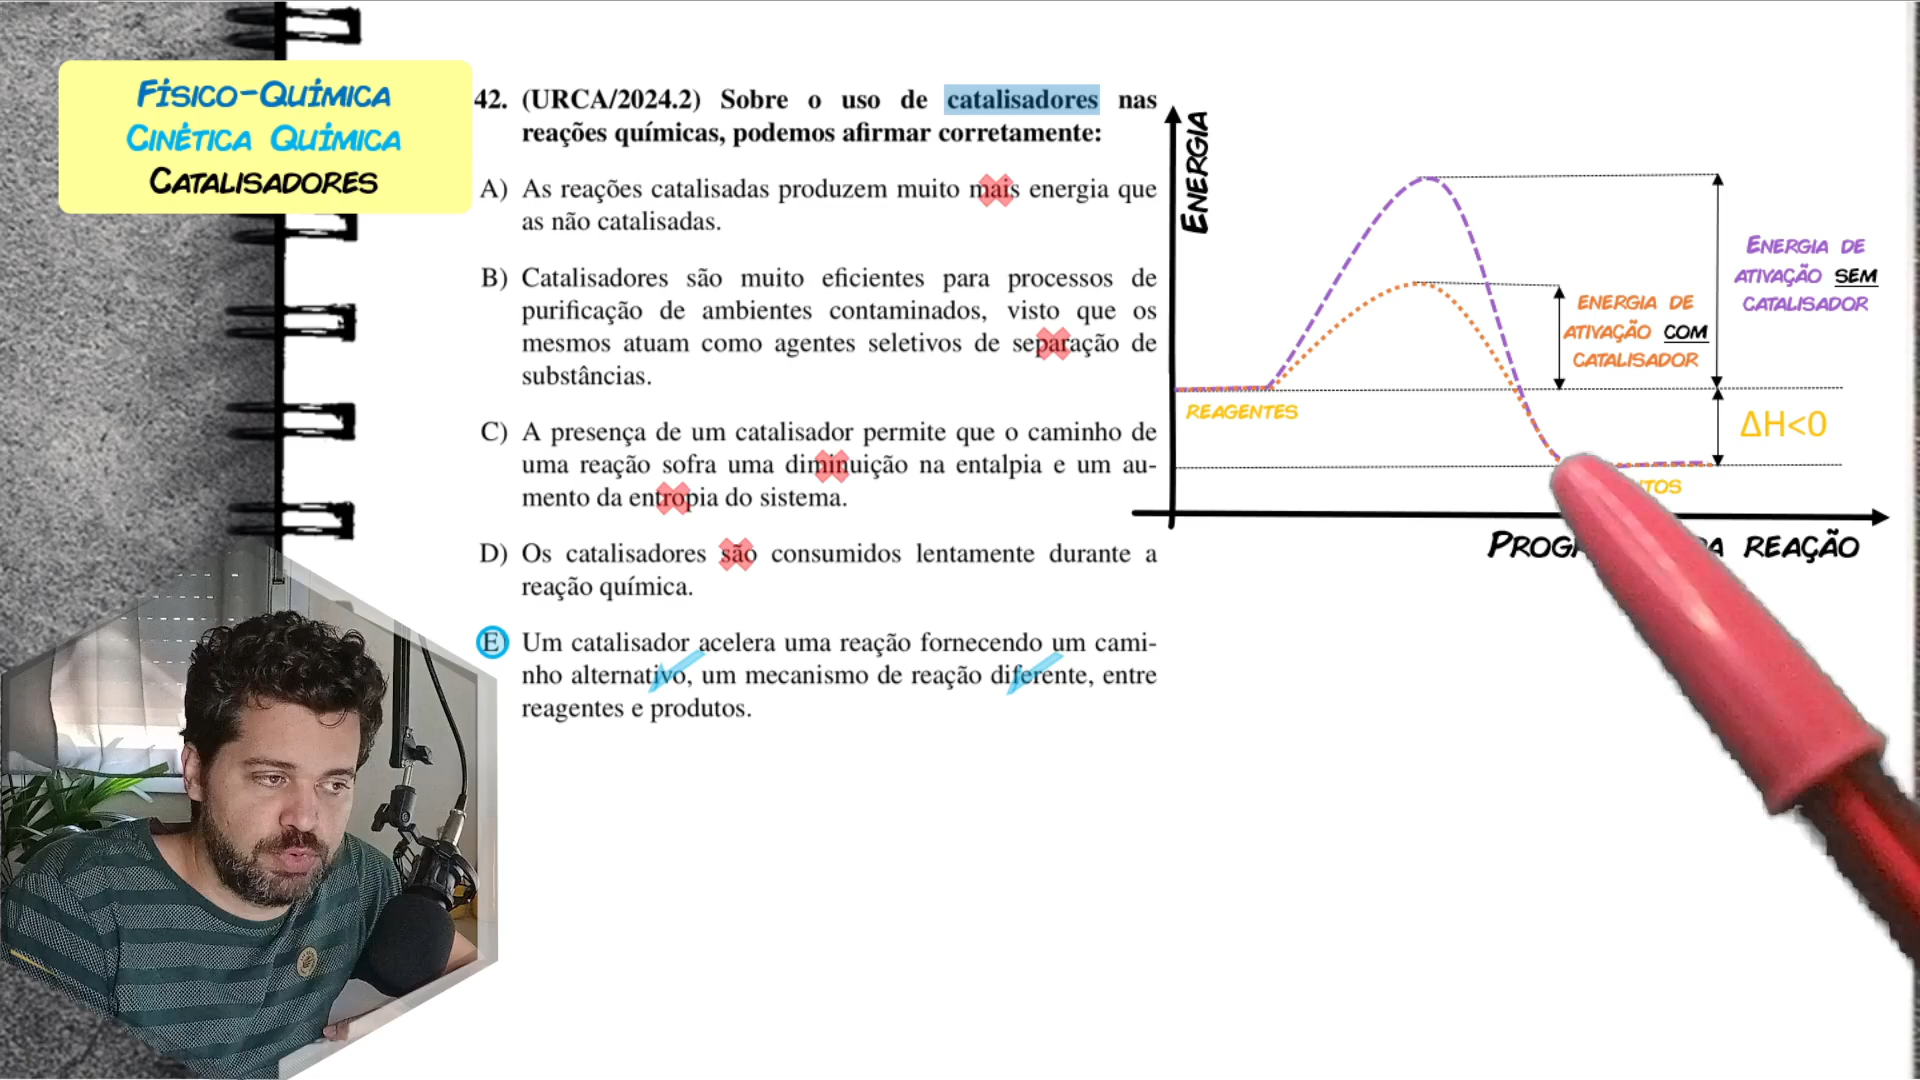 FÍSICO-QUÍMICA
CINÉTICA QUÍMICA
CATALISADORES
42. (URCA/2024.2) Sobre o uso de catalisadores nas
reações químicas, podemos afirmar corretamente:
A) As reações catalisadas produzem muito mais energia que
as não catalisadas.
B) Catalisadores são muito eficientes para processos de
purificação de ambientes contaminados, visto que os
mesmos atuam como agentes seletivos de separação de
substâncias.
C) A presença de um catalisador permite que o caminho de
uma reação sofra uma diminuição na entalpia e um au-
mento da entropia do sistema.
D) Os catalisadores são consumidos lentamente durante a
reação química.
E) Um catalisador acelera uma reação fornecendo um cami-
nho alternativo, um mecanismo de reação diferente, entre
reagentes e produtos.
ENERGIA
ENERGIA DE
ATIVAÇÃO SEM
CATALISADOR
ENERGIA DE
ATIVAÇÃO COM
CATALISADOR
REAGENTES
ΔH<0
REAÇÃO